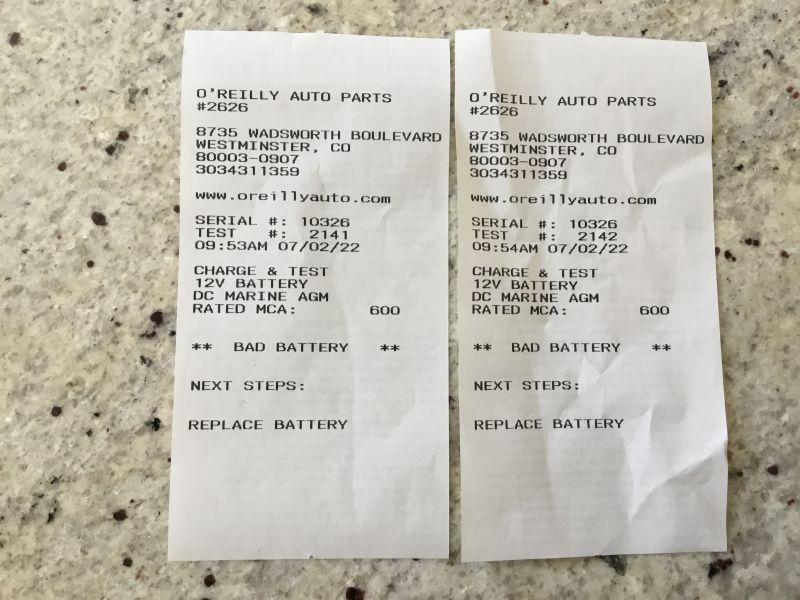 O'REILLY AUTO PARTS
#2626
8735 WADSWORTH BOULEVARD
WESTMINSTER, CO
80003-0907
3034311359
www.oreillyauto.com
SERIAL #: 10326
TEST #: 2141
09:53AM 07/02/22
CHARGE & TEST
12V BATTERY
DC MARINE AGM
RATED MCA: 600
** BAD BATTERY **
NEXT STEPS:
REPLACE BATTERY
O'REILLY AUTO PARTS
#2626
8735 WADSWORTH BOULEVARD
WESTMINSTER, CO
80003-0907
3034311359
www.oreillyauto.com
SERIAL #: 10326
TEST #: 2142
09:54AM 07/02/22
CHARGE & TEST
12V BATTERY
DC MARINE AGM
RATED MCA: 600
** BAD BATTERY **
NEXT STEPS:
REPLACE BATTERY